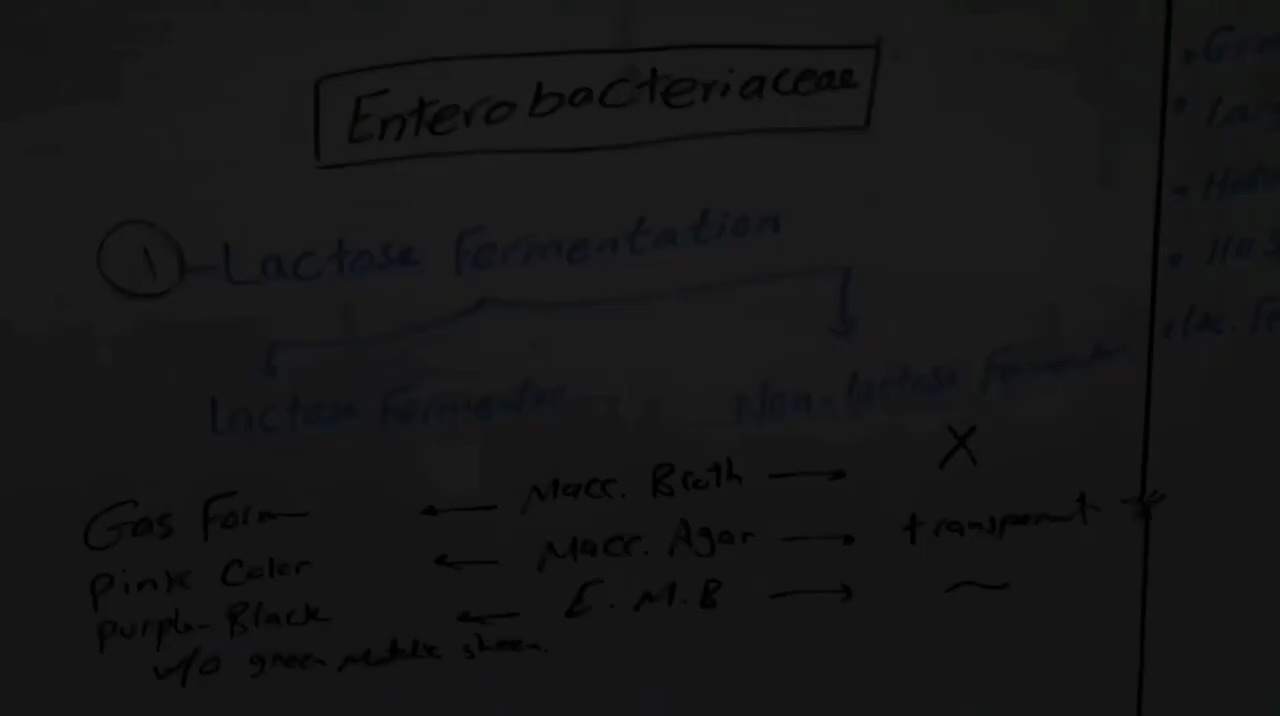 Enterobacteriaceae
1 - Lactose Fermentation
Lactose Fermenter
Non-lactose Fermenter
Gas Form ← Macc. Broth → X
Pink Color ← Macc. Agar → transparent
Purple-Black ← E.M.B → ~
w/o green metallic sheen.